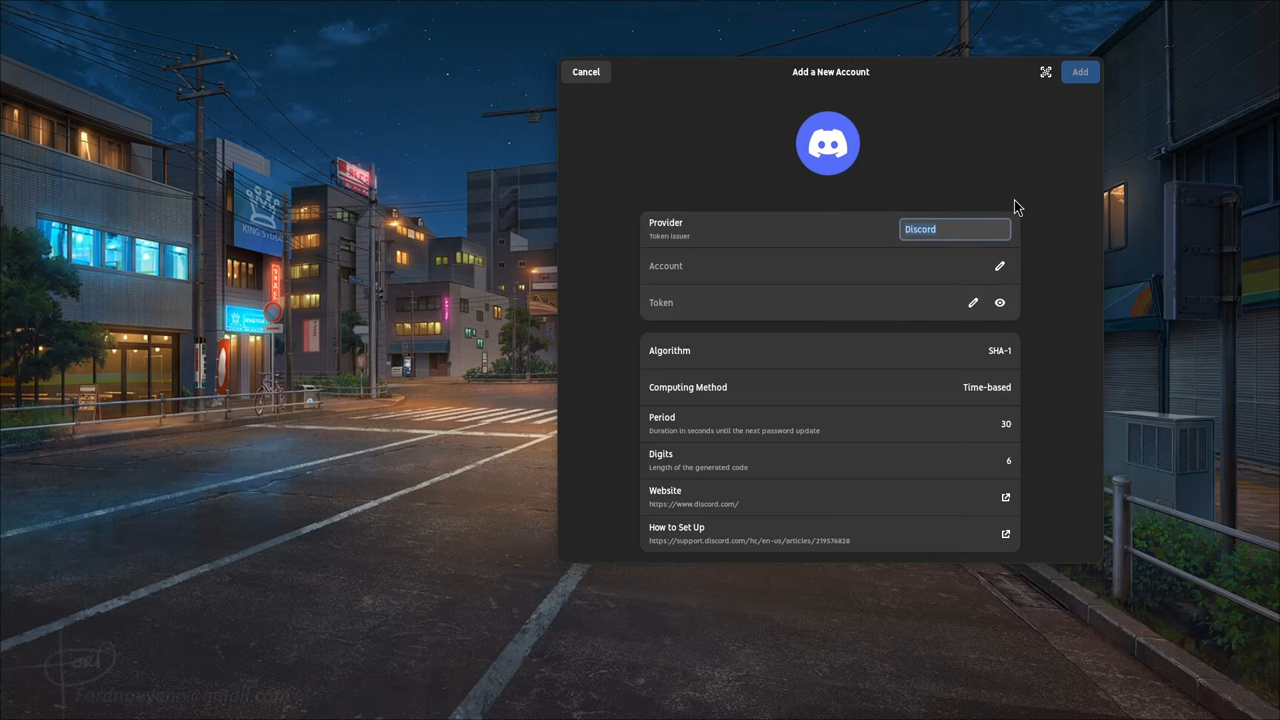 Cancel
Add a New Account
Add
Provider
Token issuer
Discord
Account
Token
Algorithm
SHA-1
Computing Method
Time-based
Period
Duration in seconds until the next password update
30
Digits
Length of the generated code
6
Website
https://www.discord.com/
How to Set Up
https://support.discord.com/hc/en-us/articles/219576828